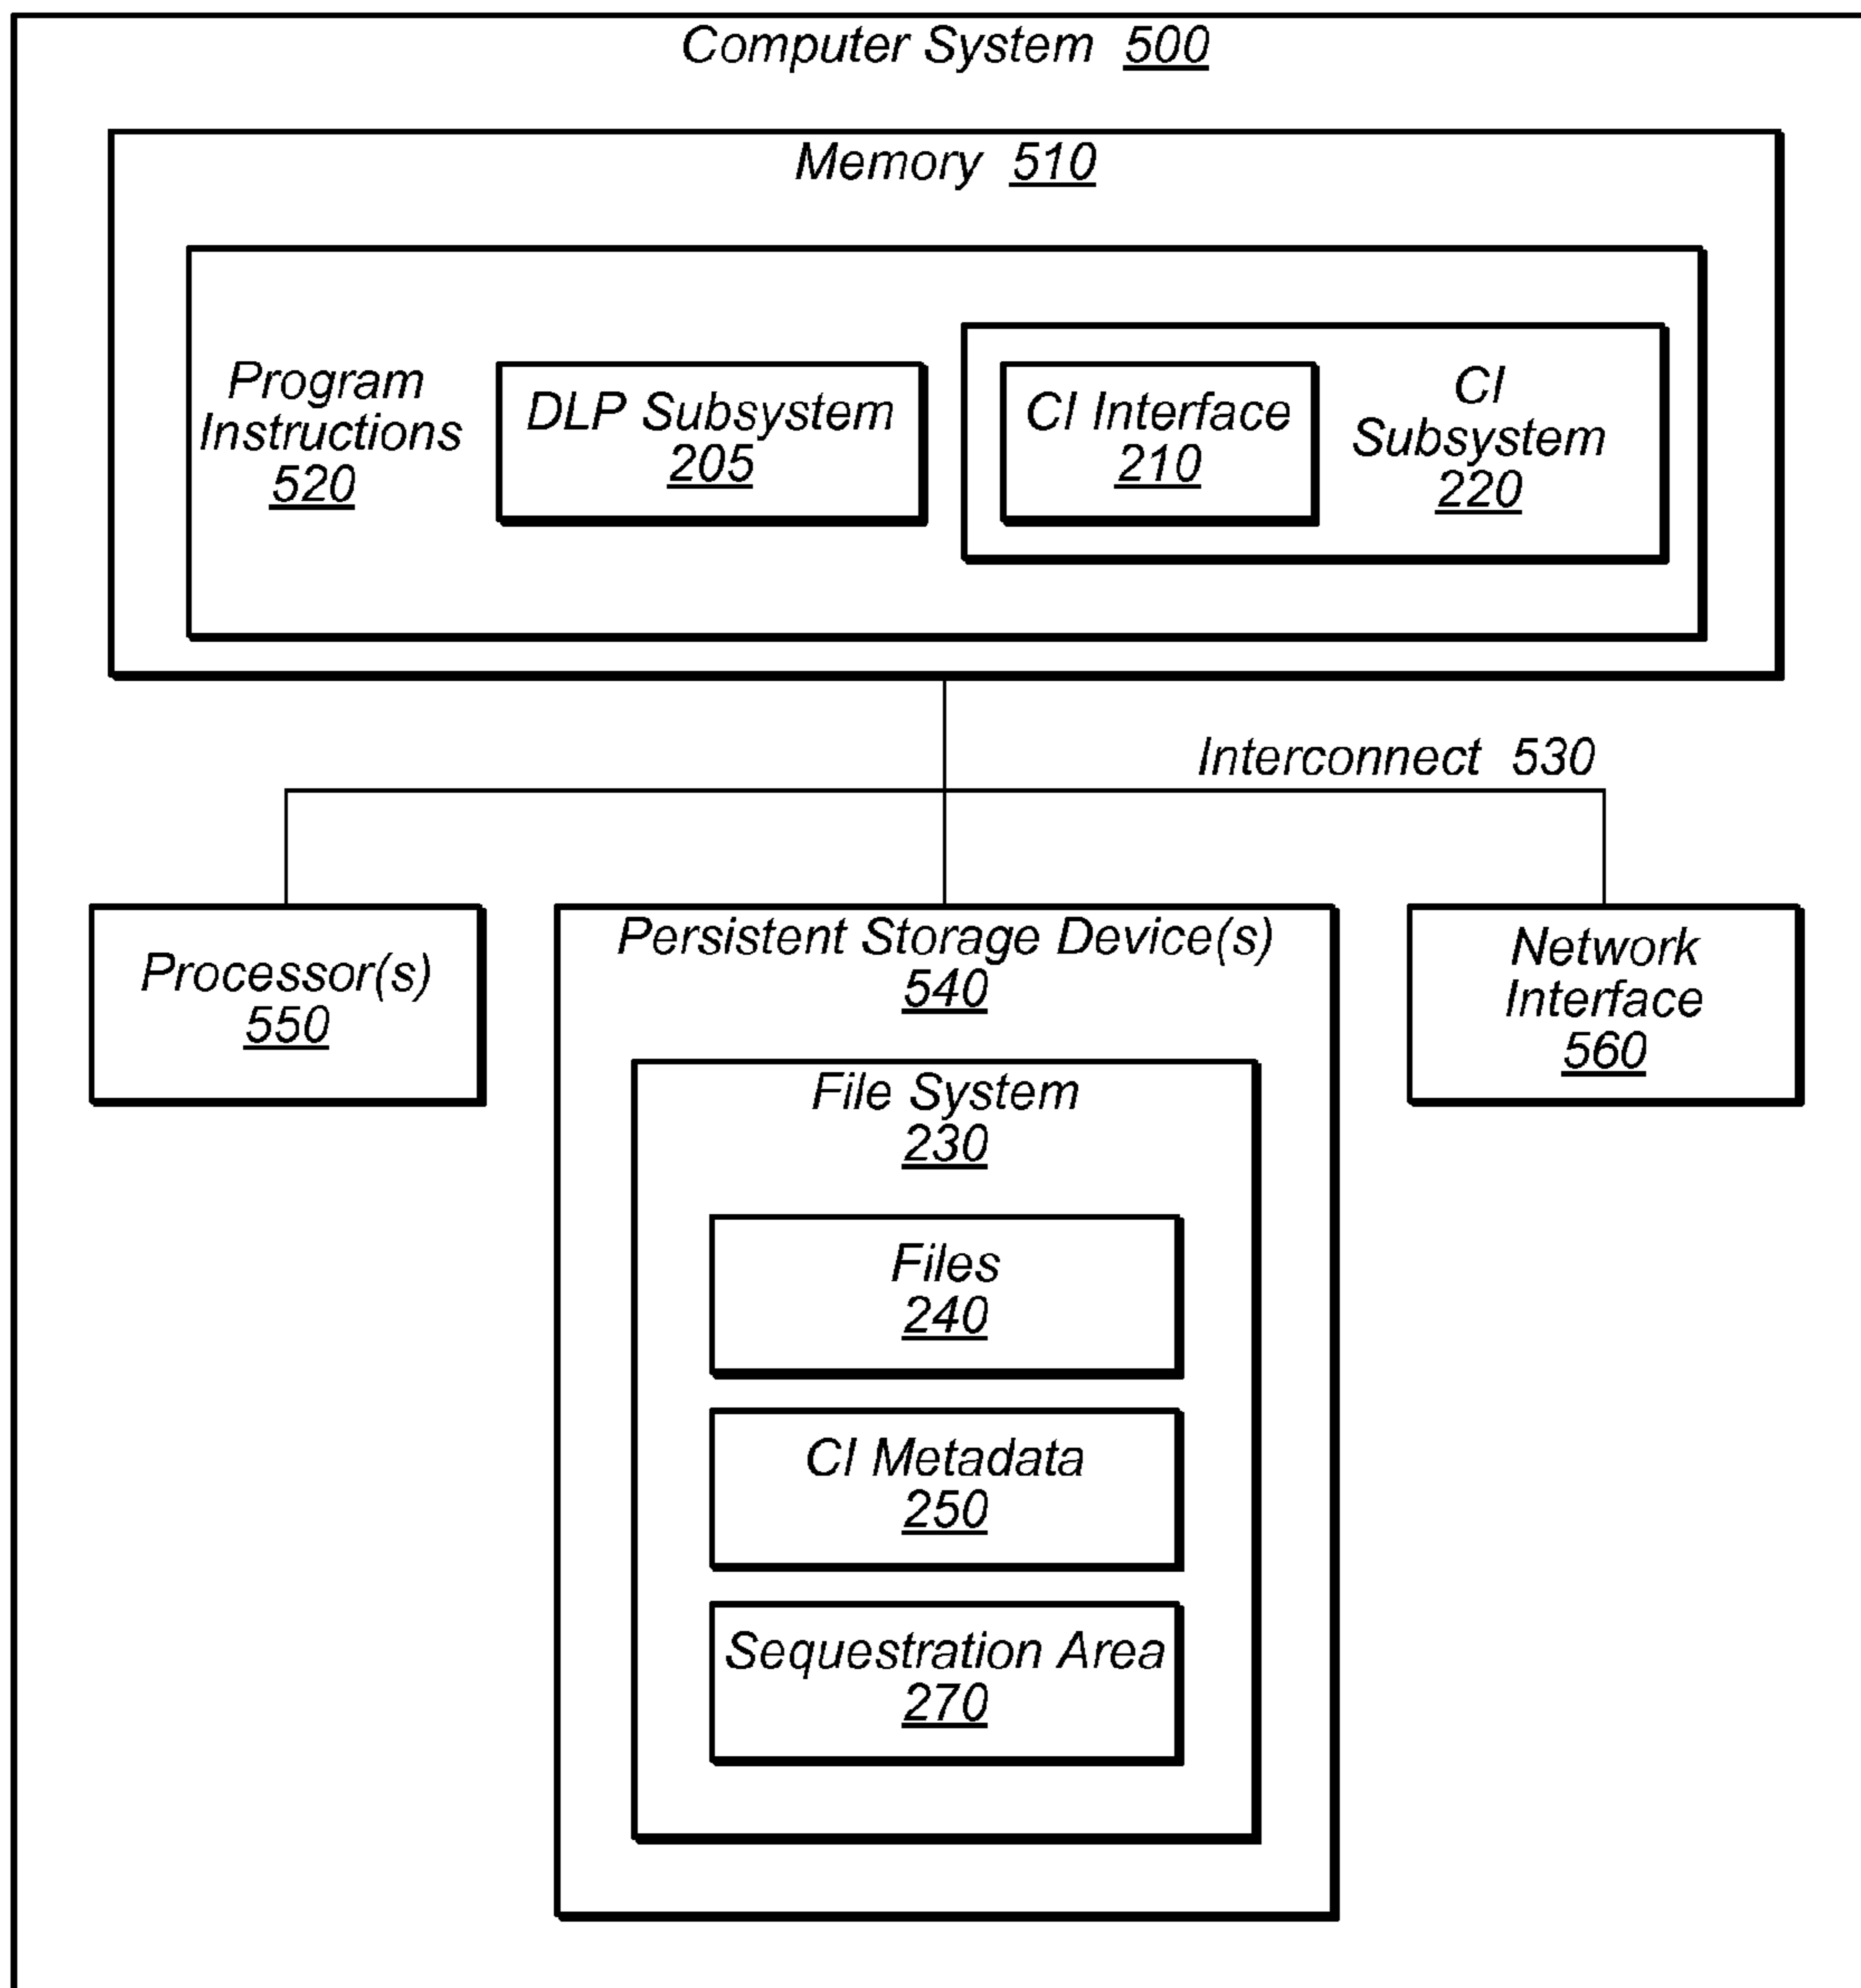 Computer System 500
Memory 510
Program
Instructions
520
DLP Subsystem
205
CI Interface
210
CI
Subsystem
220
Interconnect 530
Processor(s)
550
Persistent Storage Device(s)
540
File System
230
Files
240
CI Metadata
250
Sequestration Area
270
Network
Interface
560